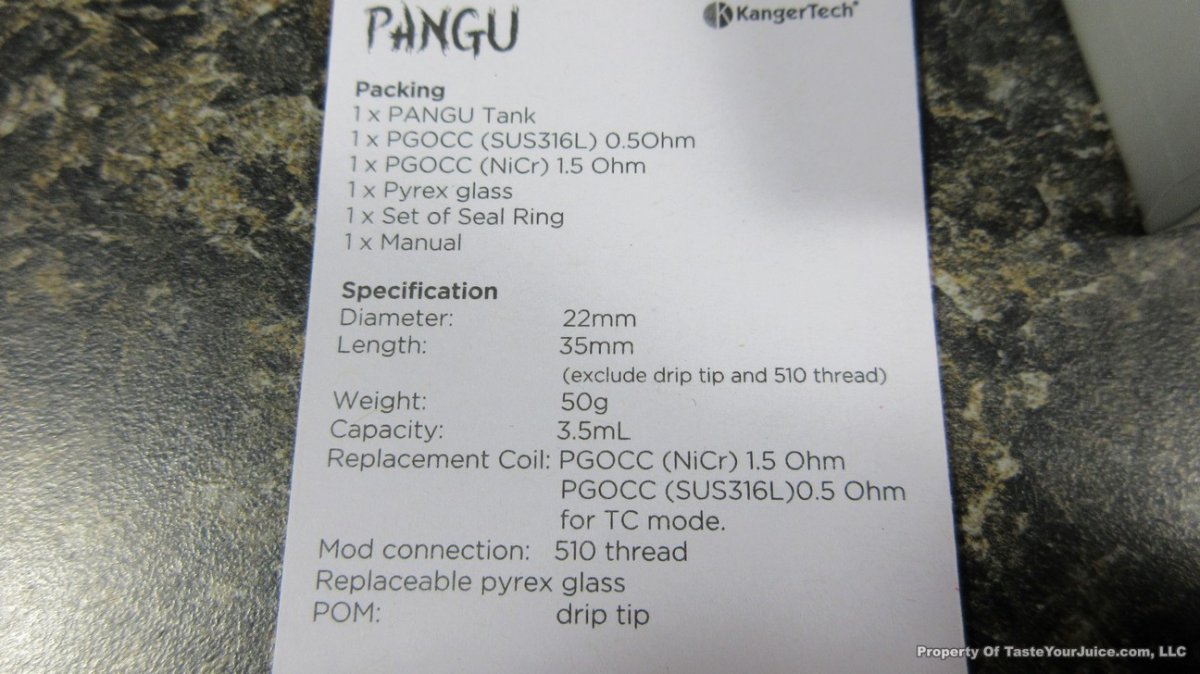 PANGU
KangerTech®
Packing
1 x PANGU Tank
1 x PGOCC (SUS316L) 0.5Ohm
1 x PGOCC (NiCr) 1.5 Ohm
1 x Pyrex glass
1 x Set of Seal Ring
1 x Manual
Specification
Diameter: 22mm
Length: 35mm
(exclude drip tip and 510 thread)
Weight: 50g
Capacity: 3.5mL
Replacement Coil: PGOCC (NiCr) 1.5 Ohm
PGOCC (SUS316L)0.5 Ohm
for TC mode.
Mod connection: 510 thread
Replaceable pyrex glass
POM: drip tip
Property Of TasteYourJuice.com, LLC